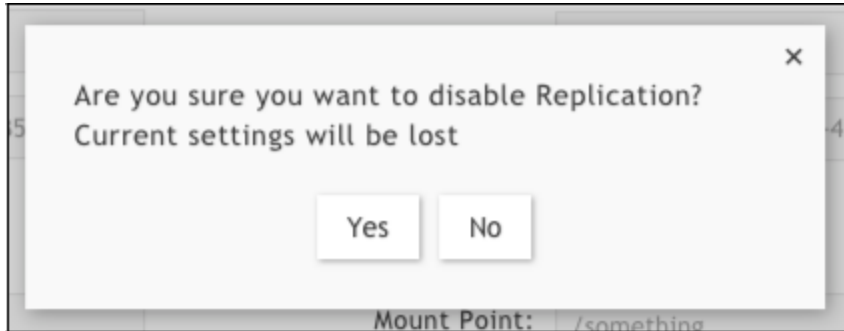 ×
Are you sure you want to disable Replication?
Current settings will be lost
Yes No
Mount Point: /something